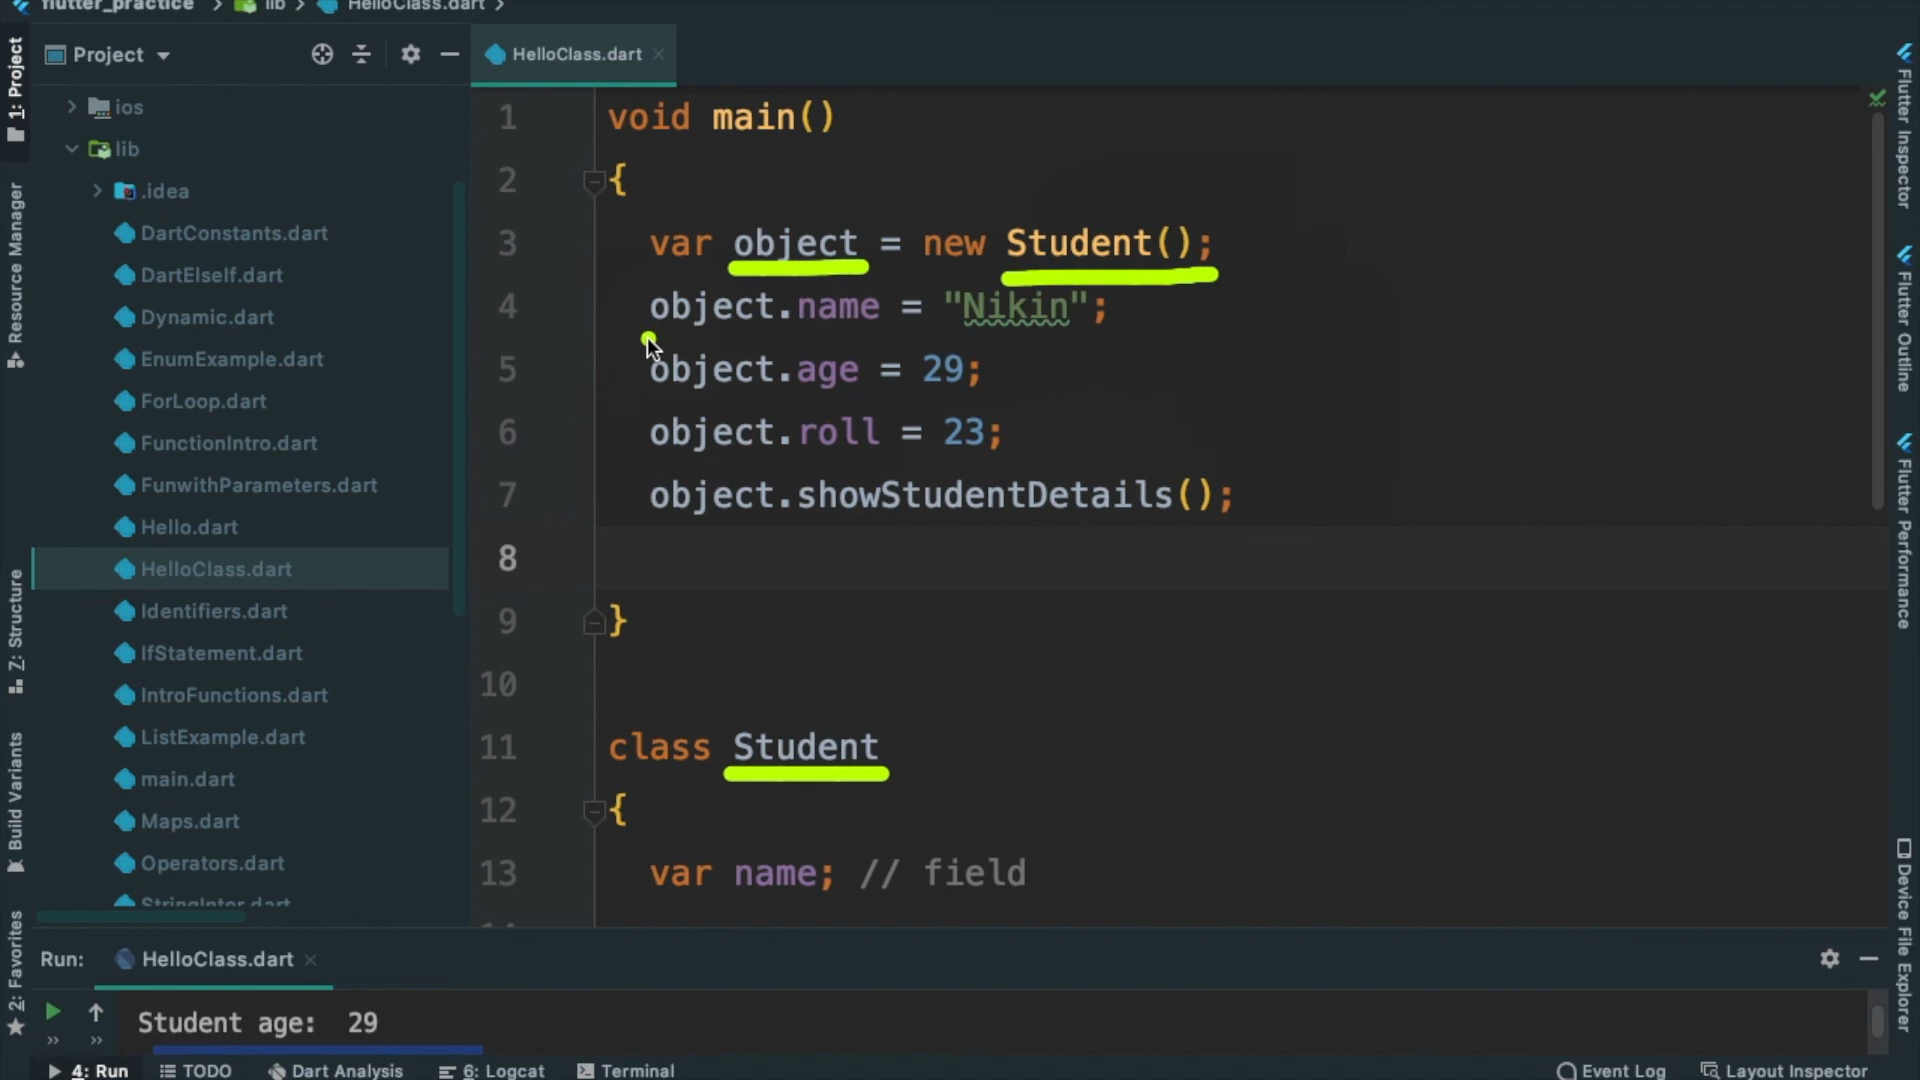 flutter_practice > lib > HelloClass.dart >
1: Project
Resource Manager
Z: Structure
Build Variants
2: Favorites
Project
ios
lib
.idea
DartConstants.dart
DartElseIf.dart
Dynamic.dart
EnumExample.dart
ForLoop.dart
FunctionIntro.dart
FunwithParameters.dart
Hello.dart
HelloClass.dart
Identifiers.dart
IfStatement.dart
IntroFunctions.dart
ListExample.dart
main.dart
Maps.dart
Operators.dart
StringInter.dart
HelloClass.dart
1 void main()
2 {
3 var object = new Student();
4 object.name = "Nikin";
5 object.age = 29;
6 object.roll = 23;
7 object.showStudentDetails();
8
9 }
10
11 class Student
12 {
13 var name; // field
Flutter Inspector
Flutter Outline
Flutter Performance
Device File Explorer
Run: HelloClass.dart
Student age: 29
4: Run TODO Dart Analysis 6: Logcat Terminal Event Log Layout Inspector